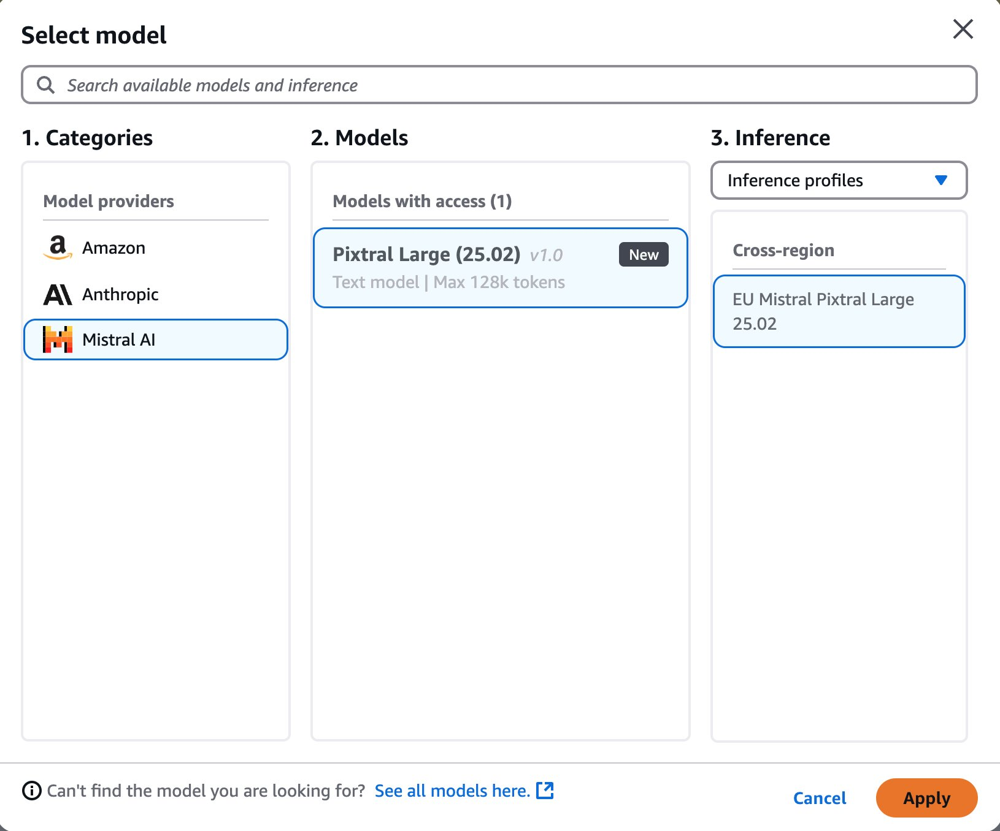 Select model
Search available models and inference
1. Categories
Model providers
Amazon
Anthropic
Mistral AI
2. Models
Models with access (1)
Pixtral Large (25.02) v1.0 New
Text model | Max 128k tokens
3. Inference
Inference profiles
Cross-region
EU Mistral Pixtral Large
25.02
Can't find the model you are looking for? See all models here.
Cancel
Apply